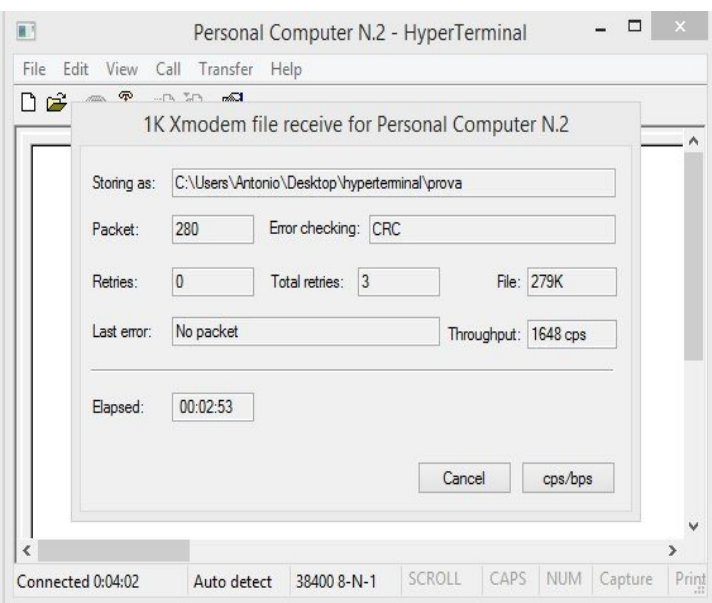 Personal Computer N.2 - HyperTerminal
File Edit View Call Transfer Help
1K Xmodem file receive for Personal Computer N.2
Storing as: C:\Users\Antonio\Desktop\hyperterminal\prova
Packet: 280 Error checking: CRC
Retries: 0 Total retries: 3 File: 279K
Last error: No packet Throughput: 1648 cps
Elapsed: 00:02:53
Cancel cps/bps
Connected 0:04:02 Auto detect 38400 8-N-1 SCROLL CAPS NUM Capture Print